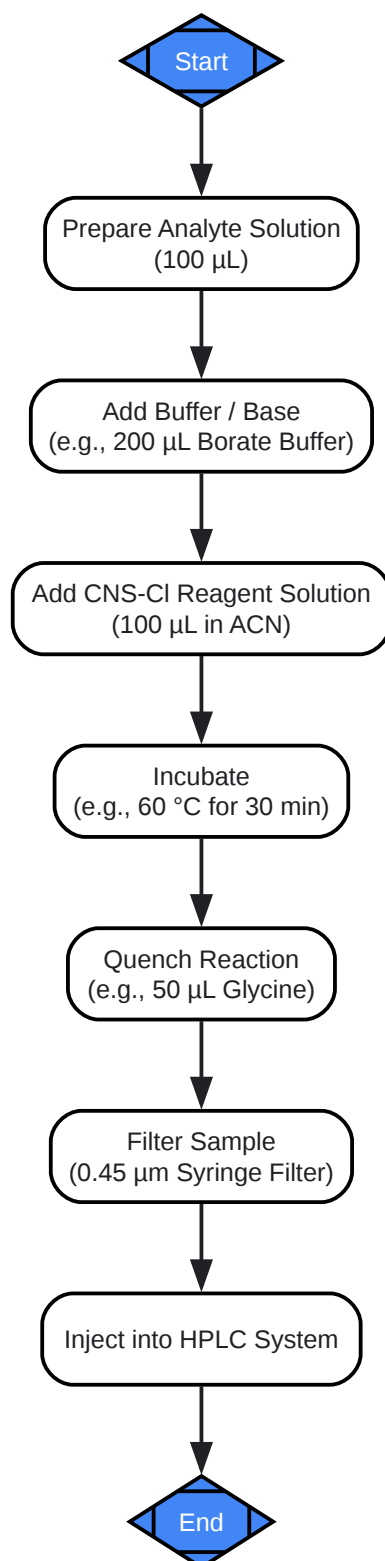 Start
Prepare Analyte Solution
(100 µL)
Add Buffer / Base
(e.g., 200 µL Borate Buffer)
Add CNS-Cl Reagent Solution
(100 µL in ACN)
Incubate
(e.g., 60 °C for 30 min)
Quench Reaction
(e.g., 50 µL Glycine)
Filter Sample
(0.45 µm Syringe Filter)
Inject into HPLC System
End